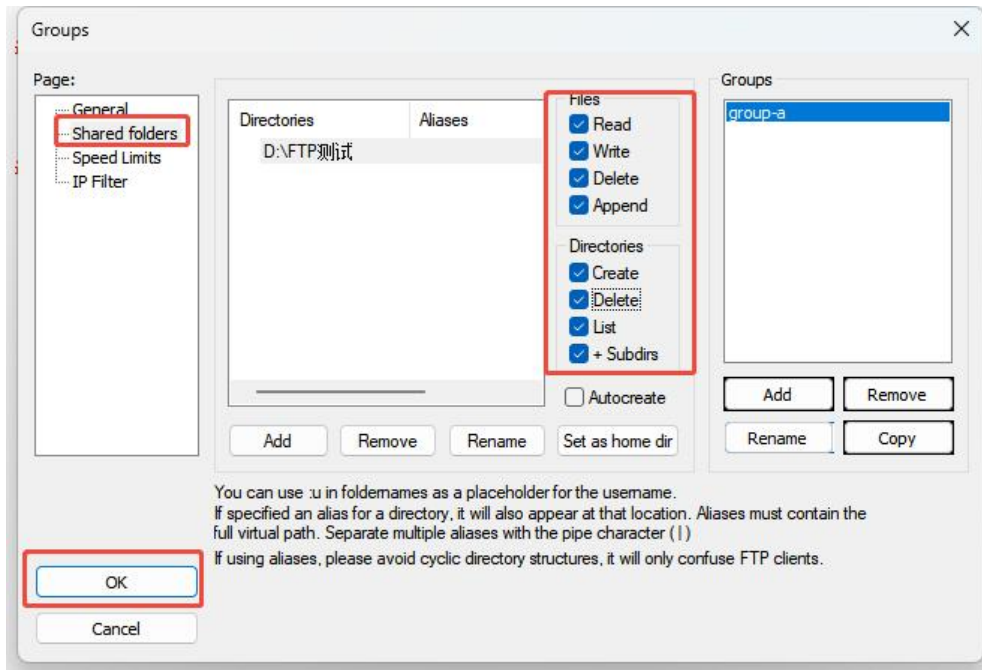 Groups
Page:
General
Shared folders
Speed Limits
IP Filter
Directories Aliases
D:\FTP测试
Files
Read
Write
Delete
Append
Directories
Create
Delete
List
+ Subdirs
Autocreate
Add Remove Rename Set as home dir
Groups
group-a
Add Remove
Rename Copy
You can use :u in foldernames as a placeholder for the username.
If specified an alias for a directory, it will also appear at that location. Aliases must contain the
full virtual path. Separate multiple aliases with the pipe character ( | )
If using aliases, please avoid cyclic directory structures, it will only confuse FTP clients.
OK
Cancel